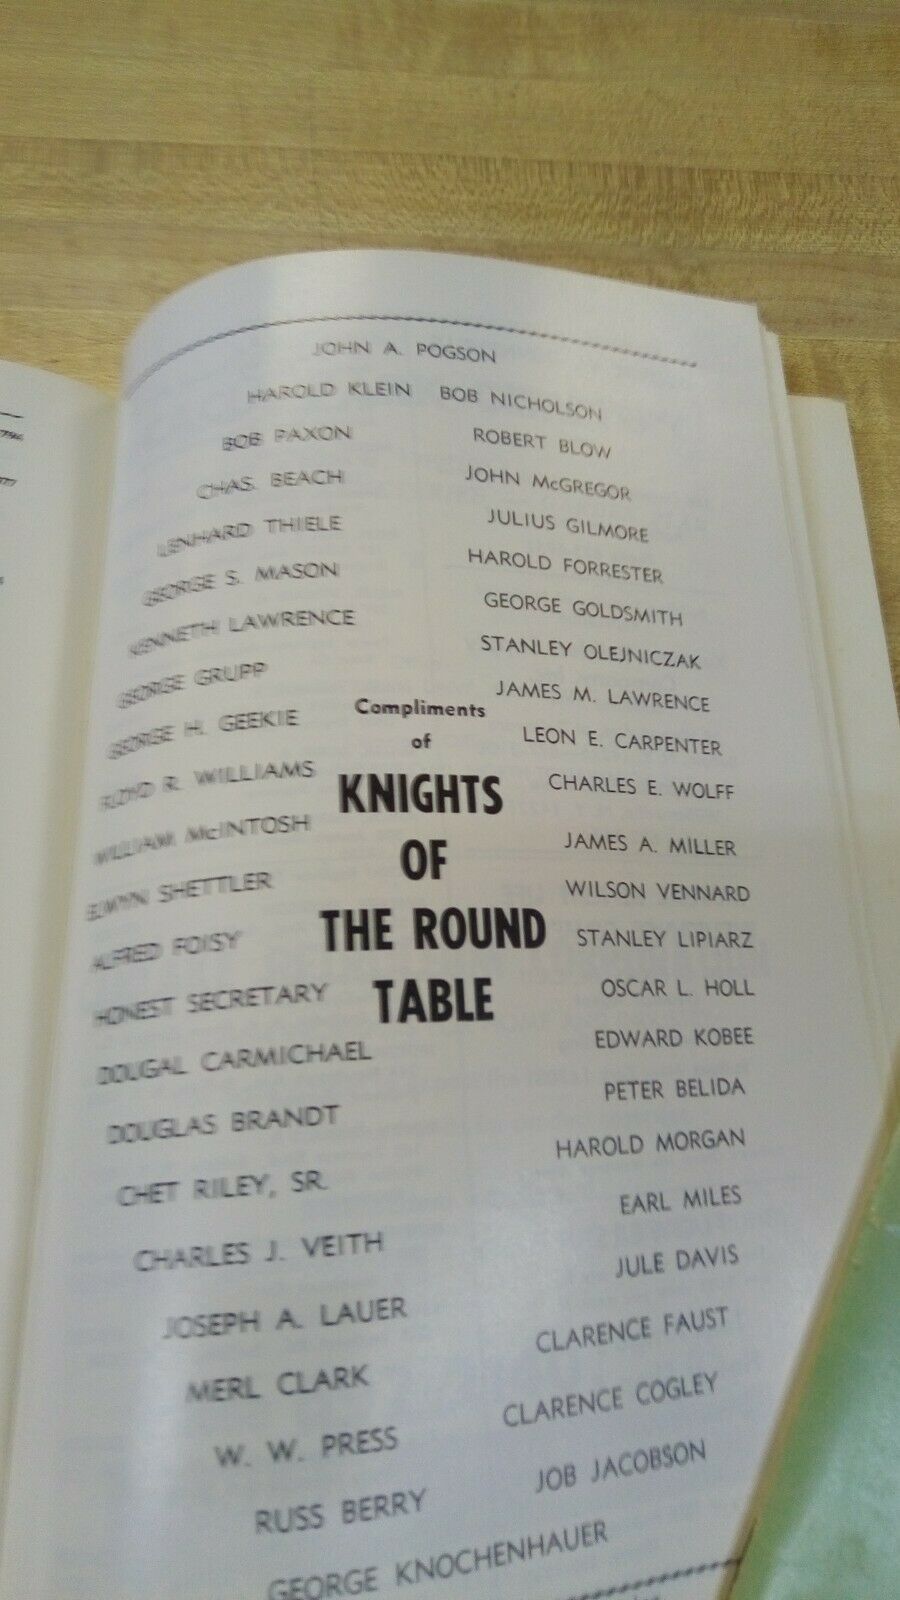 JOHN A. POGSON
HAROLD KLEIN BOB NICHOLSON
BOB PAXON ROBERT BLOW
CHAS. BEACH JOHN McGREGOR
LENHARD THIELE JULIUS GILMORE
GEORGE S. MASON HAROLD FORRESTER
KENNETH LAWRENCE GEORGE GOLDSMITH
GEORGE GRUPP STANLEY OLEJNICZAK
GEORGE H. GEEKIE JAMES M. LAWRENCE
FLOYD R. WILLIAMS LEON E. CARPENTER
WILLIAM McINTOSH CHARLES E. WOLFF
ELWYN SHETTLER JAMES A. MILLER
ALFRED FOISY WILSON VENNARD
HONEST SECRETARY STANLEY LIPIARZ
Compliments
of
KNIGHTS
OF
THE ROUND
TABLE
OSCAR L. HOLL
DOUGAL CARMICHAEL EDWARD KOBEE
DOUGLAS BRANDT PETER BELIDA
CHET RILEY, SR. HAROLD MORGAN
CHARLES J. VEITH EARL MILES
JOSEPH A. LAUER JULE DAVIS
MERL CLARK CLARENCE FAUST
W. W. PRESS CLARENCE COGLEY
RUSS BERRY JOB JACOBSON
GEORGE KNOCHENHAUER